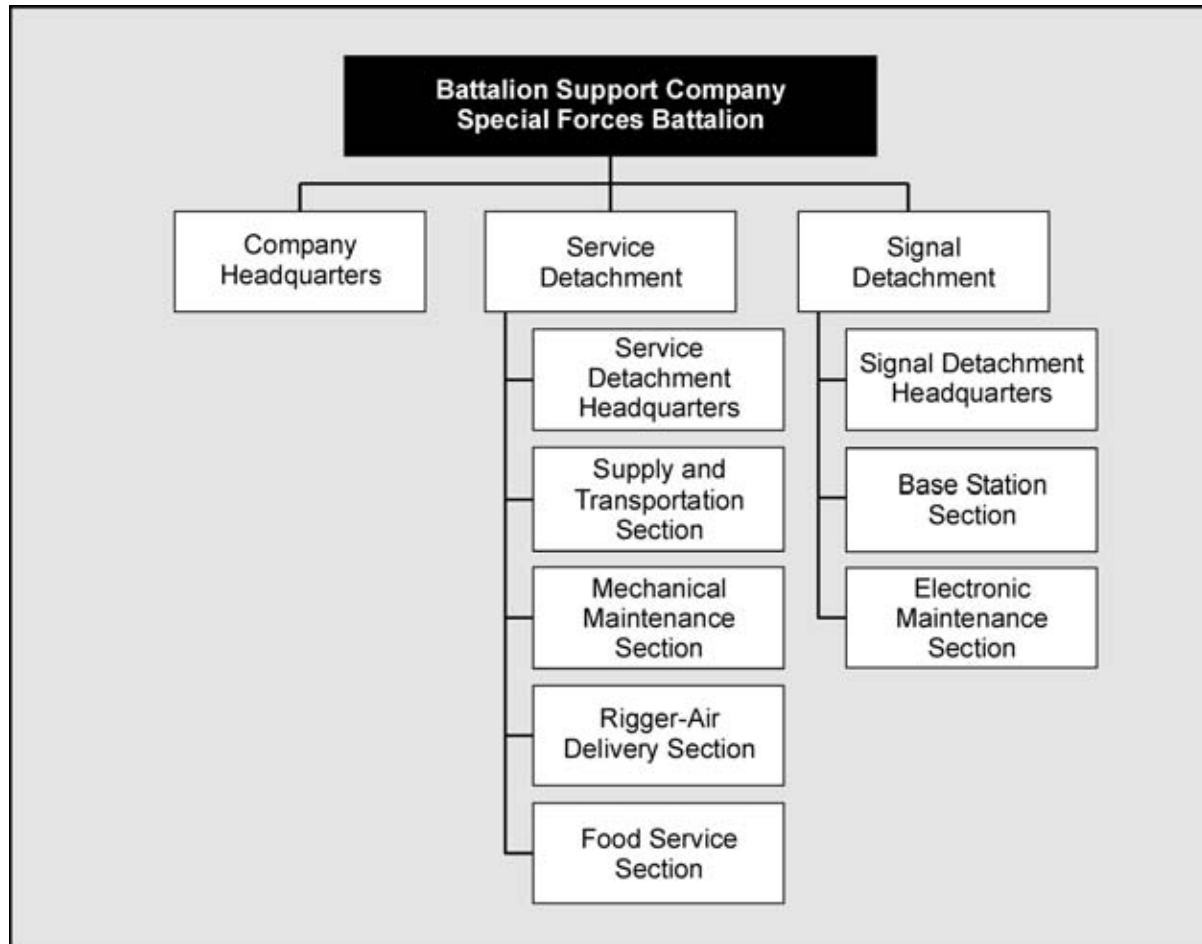 Battalion Support Company
Special Forces Battalion
Company
Headquarters
Service
Detachment
Signal
Detachment
Service
Detachment
Headquarters
Supply and
Transportation
Section
Mechanical
Maintenance
Section
Rigger-Air
Delivery Section
Food Service
Section
Signal Detachment
Headquarters
Base Station
Section
Electronic
Maintenance
Section